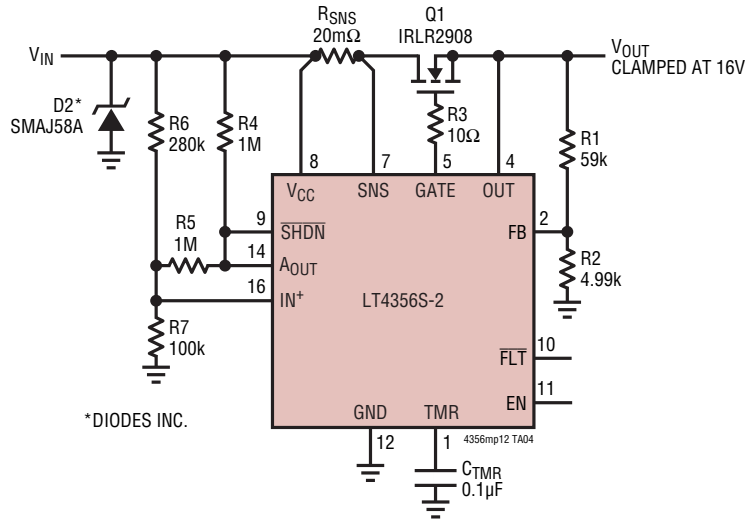 RSNS
20mΩ
Q1
IRLR2908
VIN
VOUT
CLAMPED AT 16V
D2*
SMAJ58A
R6
280k
R4
1M
R3
10Ω
R1
59k
8
7
5
4
VCC
SNS
GATE
OUT
R5
1M
9
SHDN
2
FB
14
AOUT
16
IN+
LT4356S-2
R2
4.99k
R7
100k
10
FLT
11
EN
*DIODES INC.
GND
TMR
12
1
4356mp12 TA04
CTMR
0.1µF